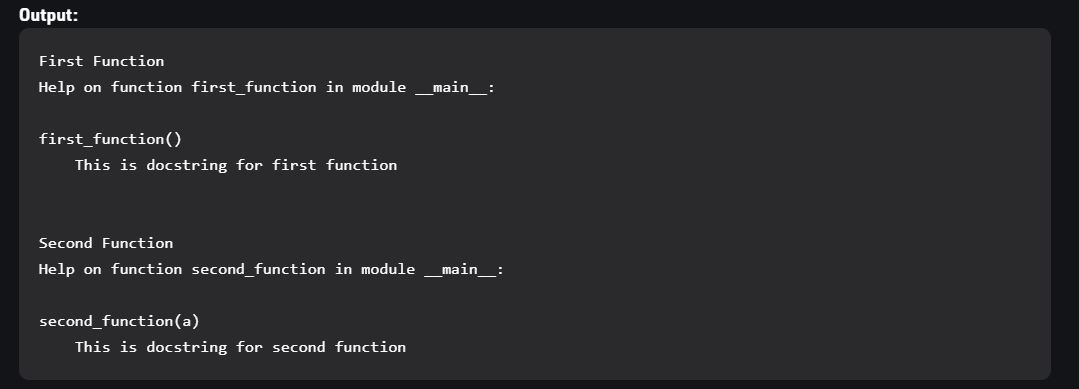 Output:
First Function
Help on function first_function in module __main__:
first_function()
This is docstring for first function
Second Function
Help on function second_function in module __main__:
second_function(a)
This is docstring for second function